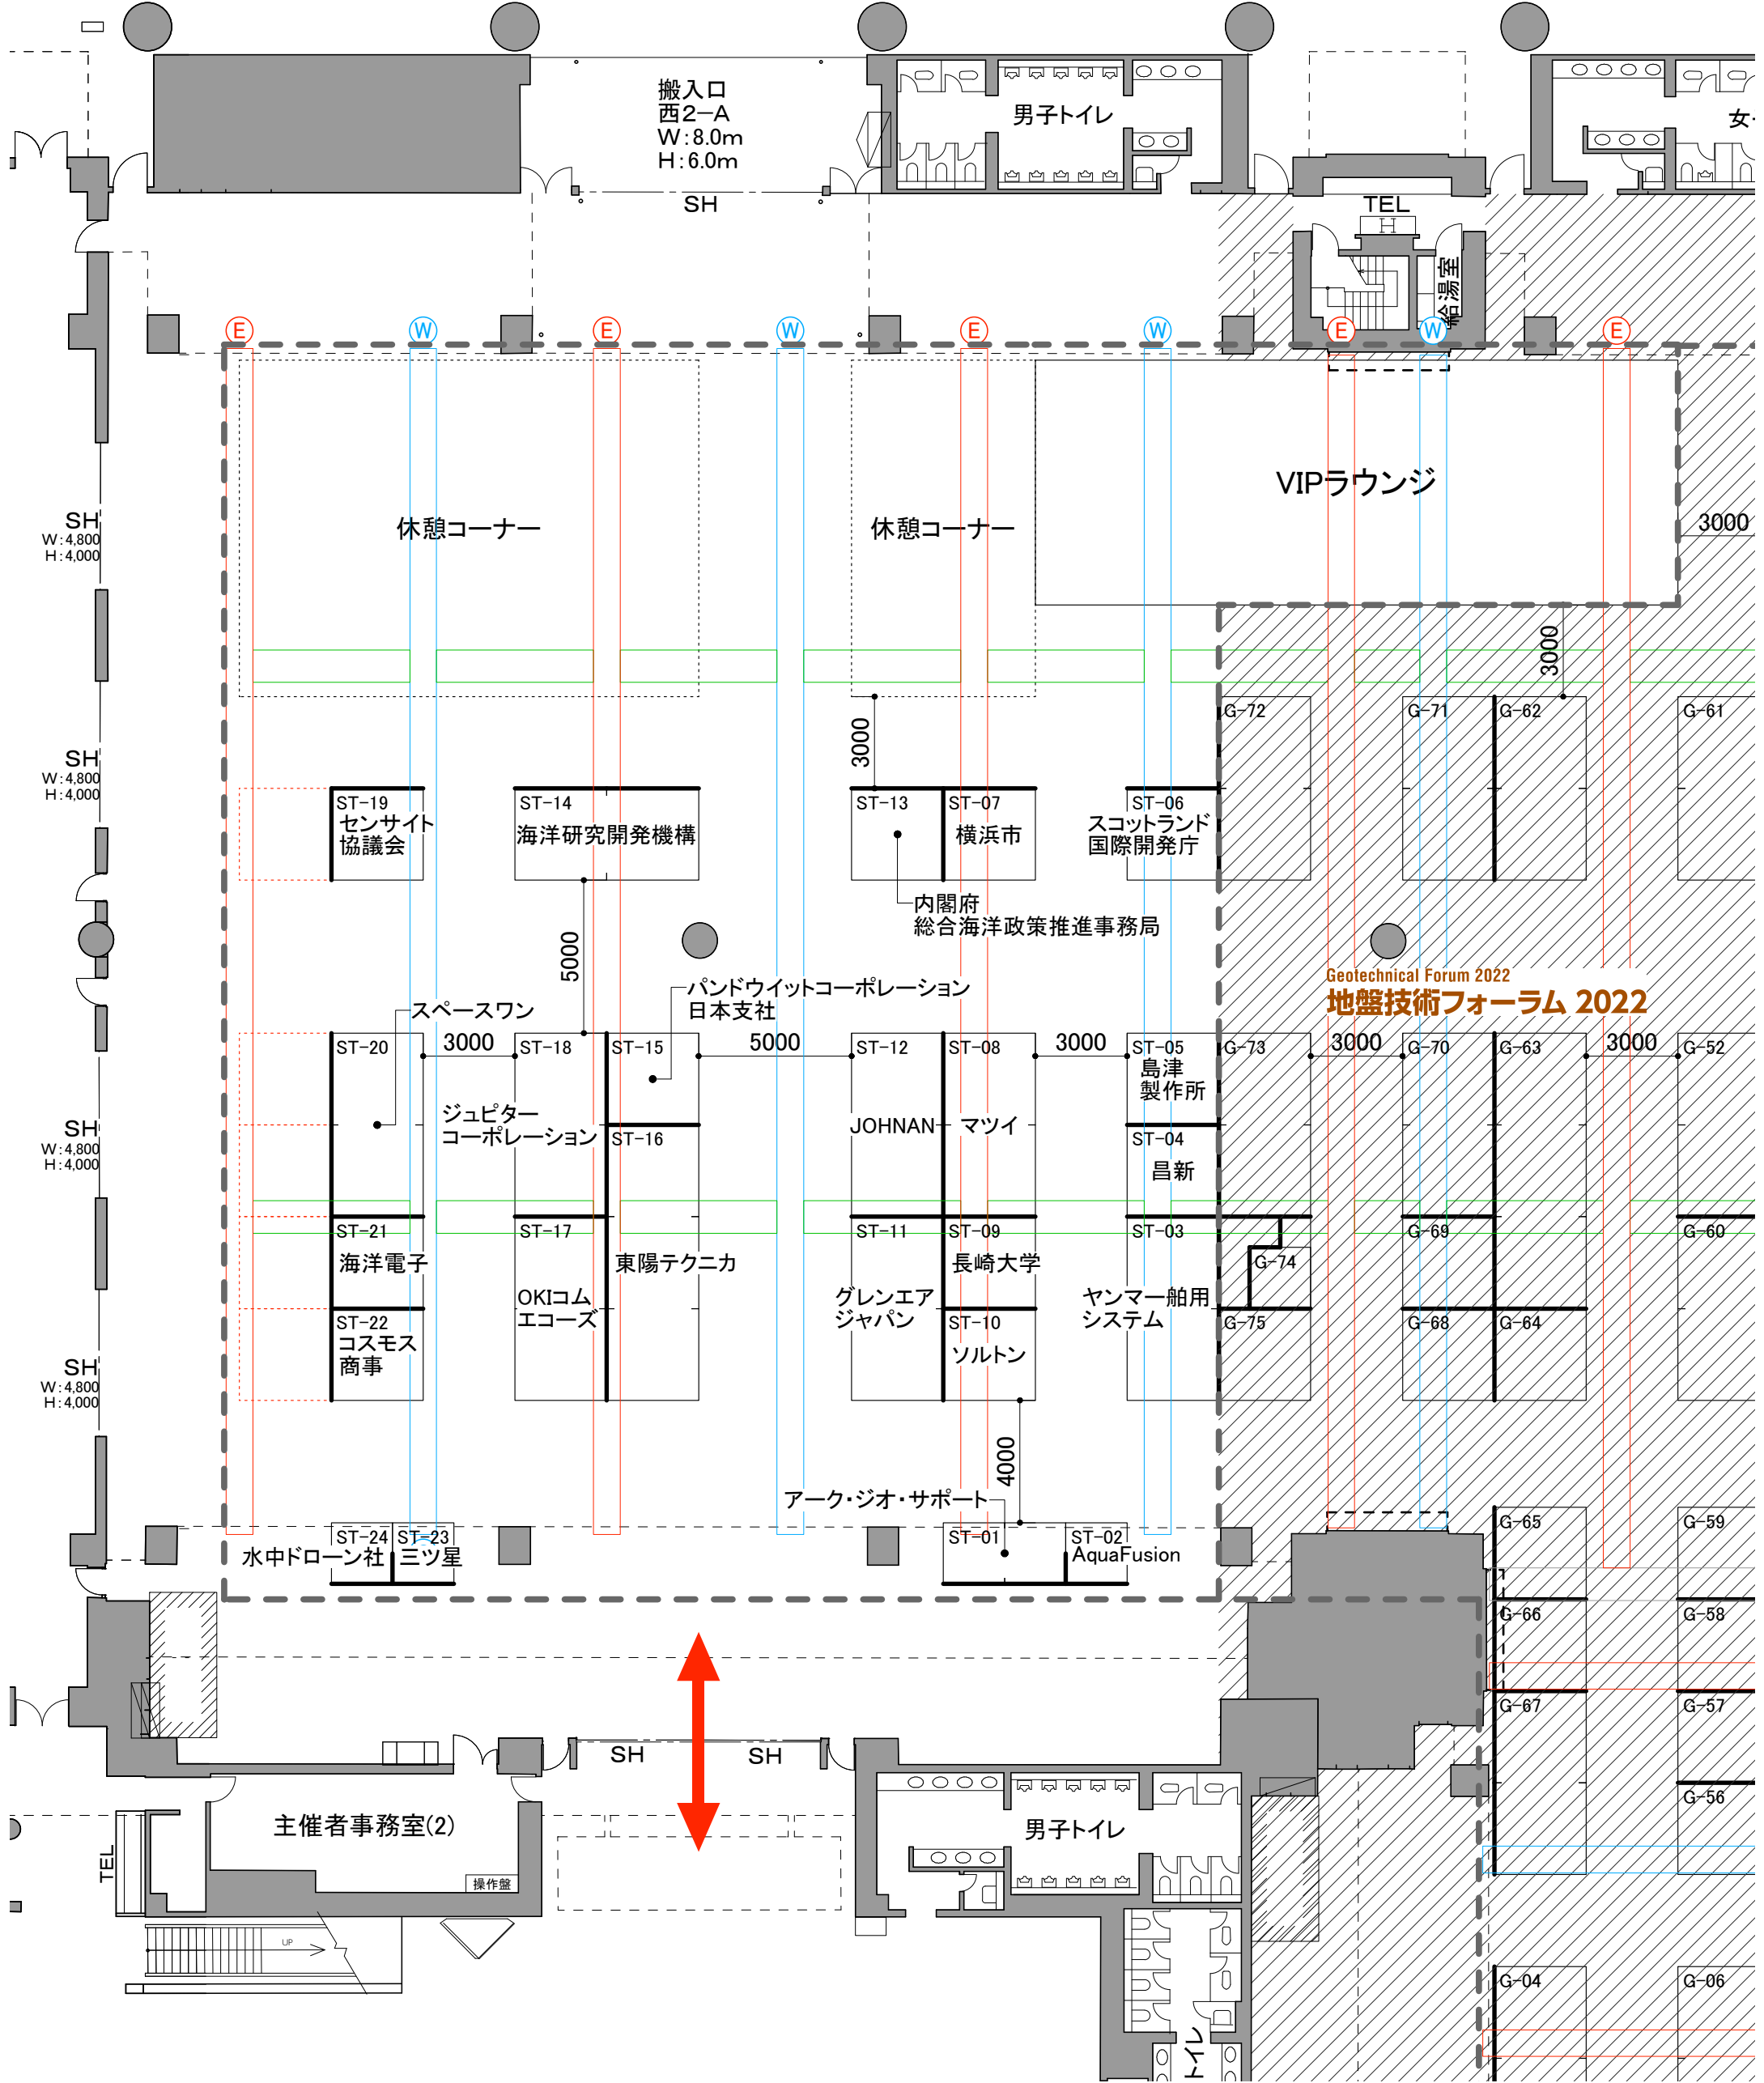 搬入口
西2−A
W:8.0m
H:6.0m
男子トイレ
SH
TEL
給湯室
E
W
E
W
E
W
E
W
E
VIPラウンジ
休憩コーナー
休憩コーナー
3000
SH
W:4,800
H:4,000
3000
3000
G-72
G-71
G-62
G-61
SH
W:4,800
H:4,000
ST-19
センサイト
協議会
ST-14
海洋研究開発機構
ST-13
ST-07
横浜市
ST-06
スコットランド
国際開発庁
内閣府
総合海洋政策推進事務局
5000
Geotechnical Forum 2022
地盤技術フォーラム 2022
パンドウイットコーポレーション
日本支社
スペースワン
ST-20
3000
ST-18
ST-15
5000
ST-12
ST-08
3000
ST-05
島津
製作所
G-73
3000
G-70
G-63
3000
G-52
SH
W:4,800
H:4,000
ジュピター
コーポレーション
ST-16
JOHNAN
マツイ
ST-04
昌新
ST-21
海洋電子
ST-17
東陽テクニカ
ST-11
ST-09
長崎大学
ST-03
G-74
G-69
G-60
OKIコム
エコーズ
グレンエア
ジャパン
ヤンマー舶用
システム
ST-22
コスモス
商事
ST-10
ソルトン
G-75
G-68
G-64
SH
W:4,800
H:4,000
4000
アーク・ジオ・サポート
ST-24
水中ドローン社
ST-23
三ツ星
ST-01
ST-02
AquaFusion
G-65
G-59
G-66
G-58
G-67
G-57
SH
SH
G-56
主催者事務室(2)
男子トイレ
TEL
操作盤
UP
G-04
G-06
トイレ